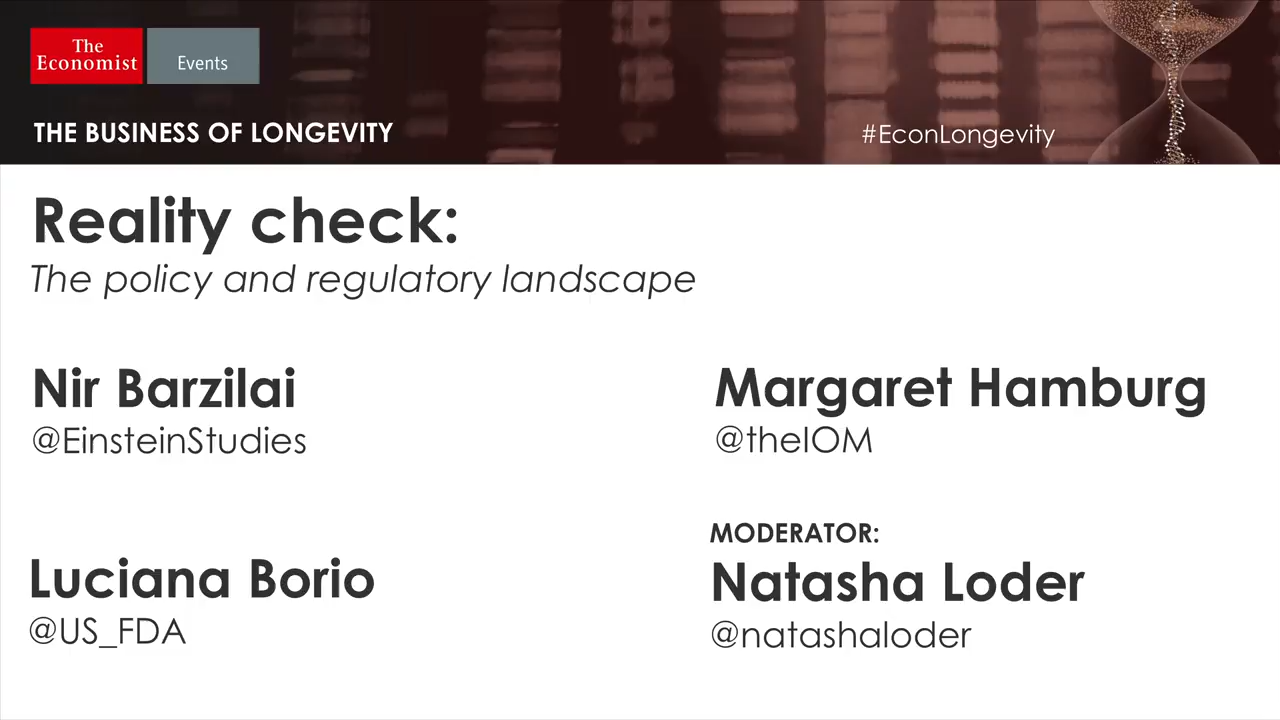 The
Economist
Events
THE BUSINESS OF LONGEVITY
#EconLongevity
Reality check:
The policy and regulatory landscape
Nir Barzilai
@EinsteinStudies
Margaret Hamburg
@theIOM
Luciana Borio
@US_FDA
MODERATOR:
Natasha Loder
@natashaloder